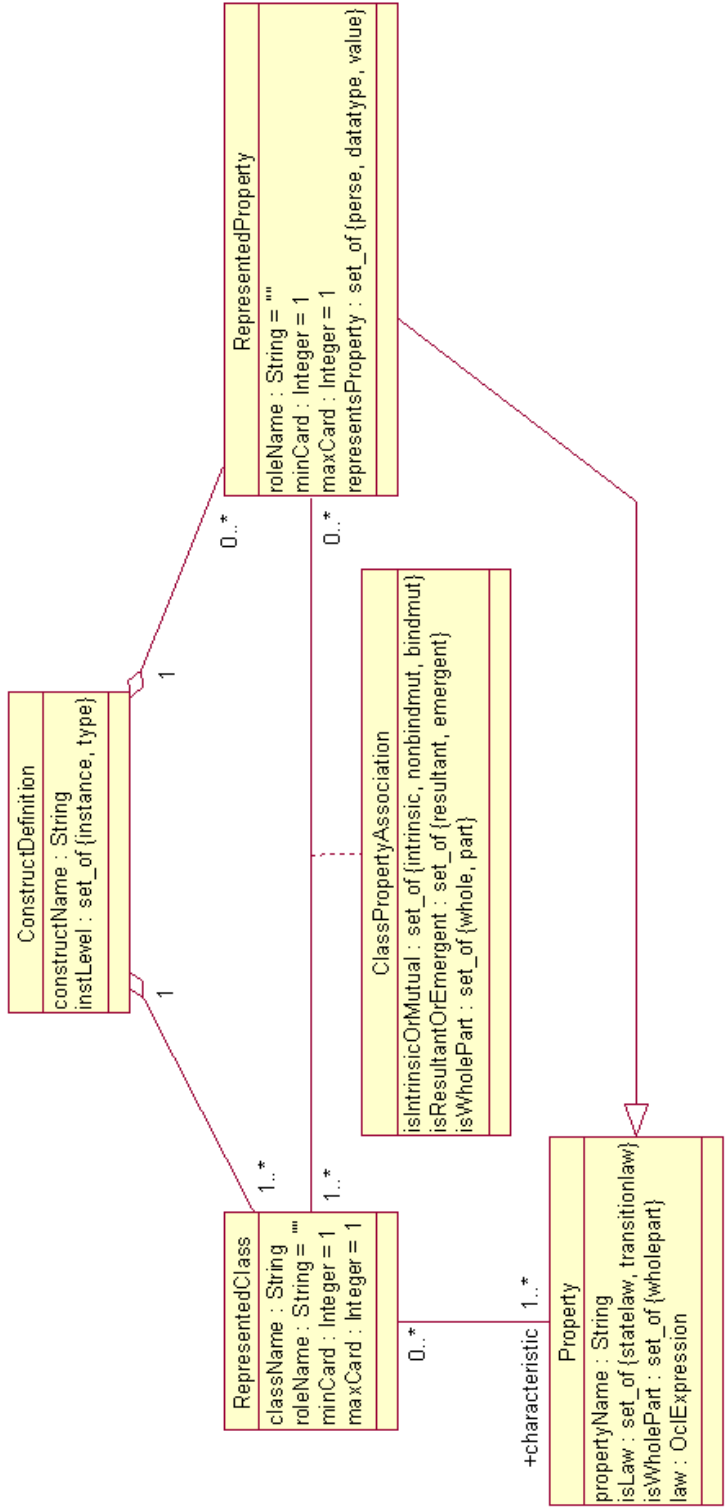 ConstructDefinition
constructName : String
instLevel : set_of {instance, type}
1
1
1..*
0..*
RepresentedClass
className : String
roleName : String = ""
minCard : Integer = 1
maxCard : Integer = 1
1..*
0..*
RepresentedProperty
roleName : String = ""
minCard : Integer = 1
maxCard : Integer = 1
representsProperty : set_of {perse, datatype, value}
ClassPropertyAssociation
isIntrinsicOrMutual : set_of {intrinsic, nonbindmut, bindmut}
isResultantOrEmergent : set_of {resultant, emergent}
isWholePart : set_of {whole, part}
0..*
+characteristic
1..*
Property
propertyName : String
isLaw : set_of {statelaw, transitionlaw}
isWholePart : set_of {wholepart}
law : OclExpression